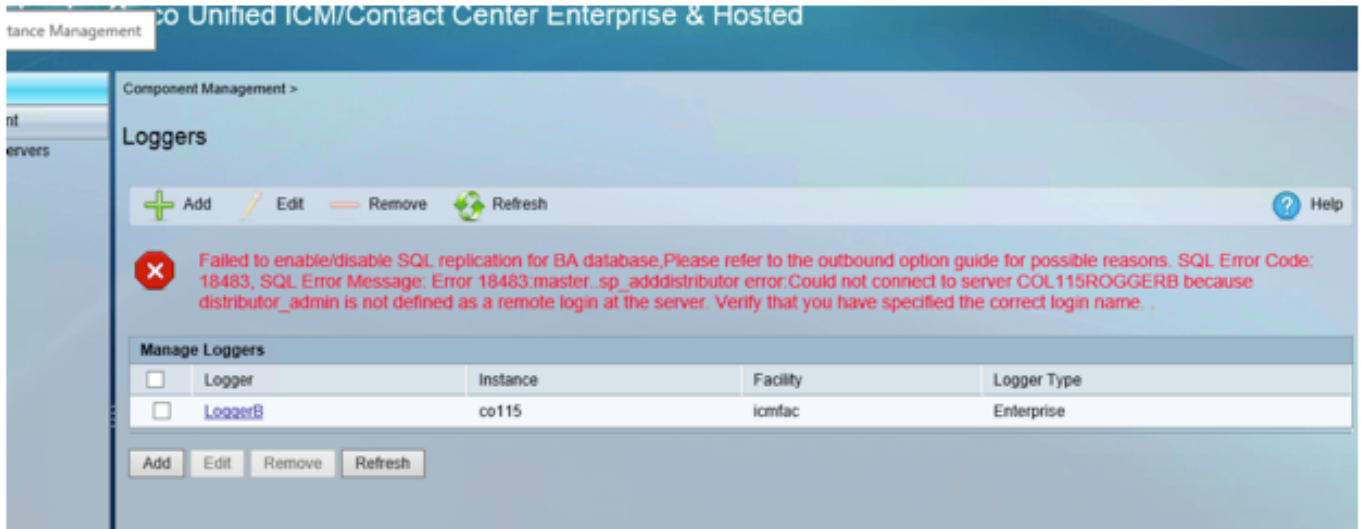 co Unified ICM/Contact Center Enterprise & Hosted
tance Management
Component Management >
nt
Loggers
ervers
Add Edit Remove Refresh Help
Failed to enable/disable SQL replication for BA database,Please refer to the outbound option guide for possible reasons. SQL Error Code:
18483, SQL Error Message: Error 18483:master..sp_adddistributor error:Could not connect to server COL115ROGGERB because
distributor_admin is not defined as a remote login at the server. Verify that you have specified the correct login name. .
Manage Loggers
Logger Instance Facility Logger Type
LoggerB co115 icmfac Enterprise
Add Edit Remove Refresh